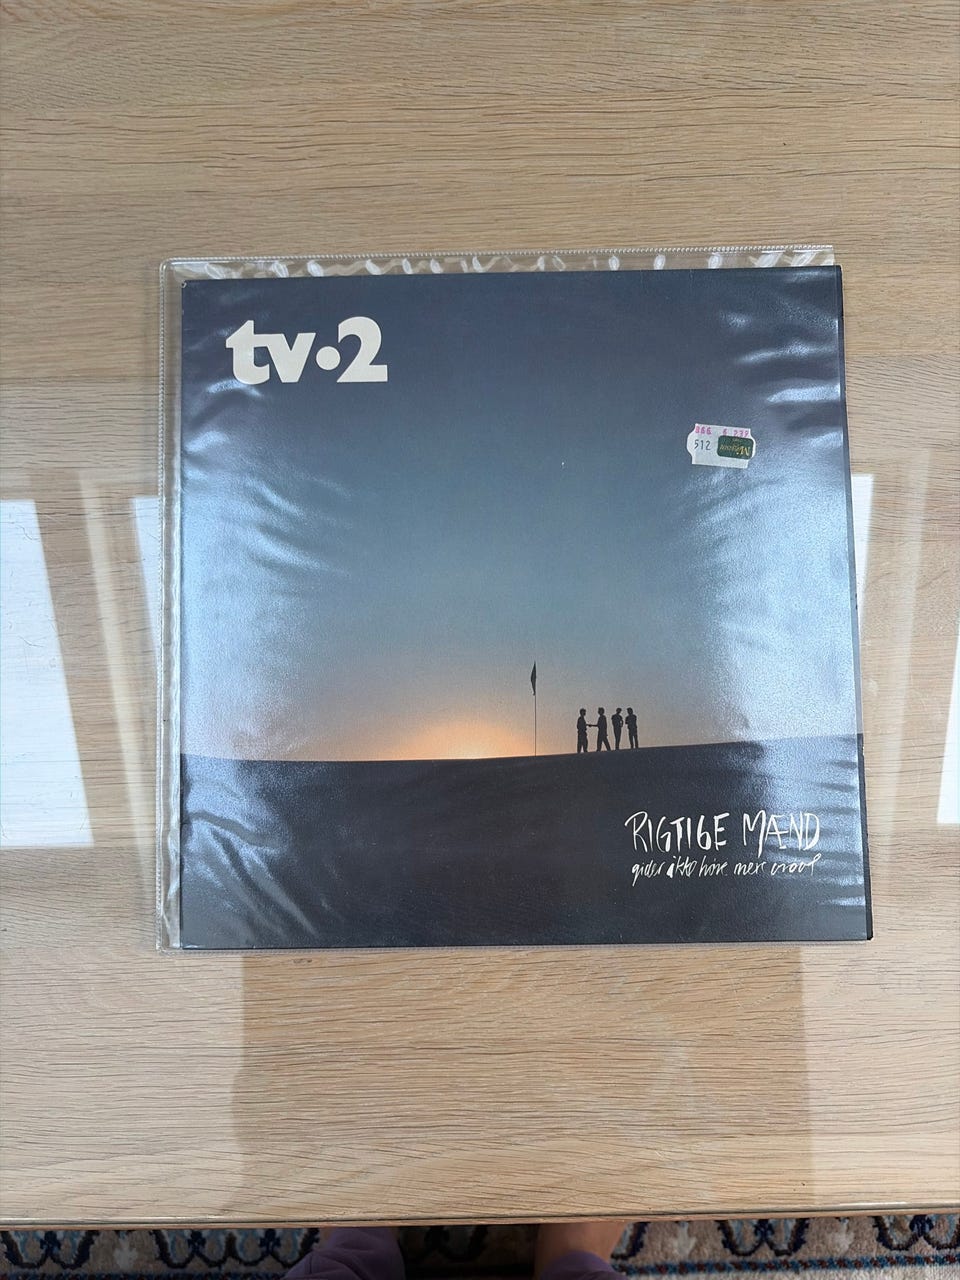 tv·2
512
RIGTIGE MÆND
gider ikke høre mere vrøvl